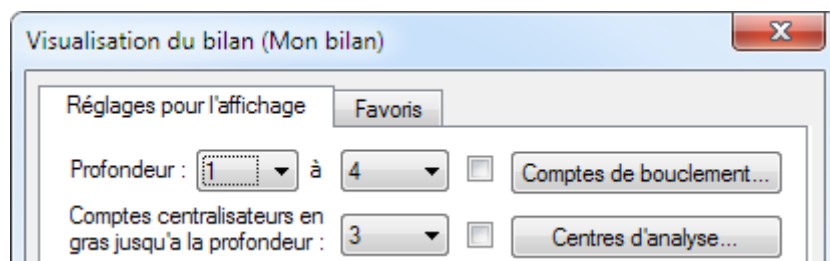 Visualisation du bilan (Mon bilan)
Réglages pour l'affichage
Favoris
Profondeur : 1 à 4 Comptes de bouclement...
Comptes centralisateurs en
gras jusqu'a la profondeur : 3 Centres d'analyse...